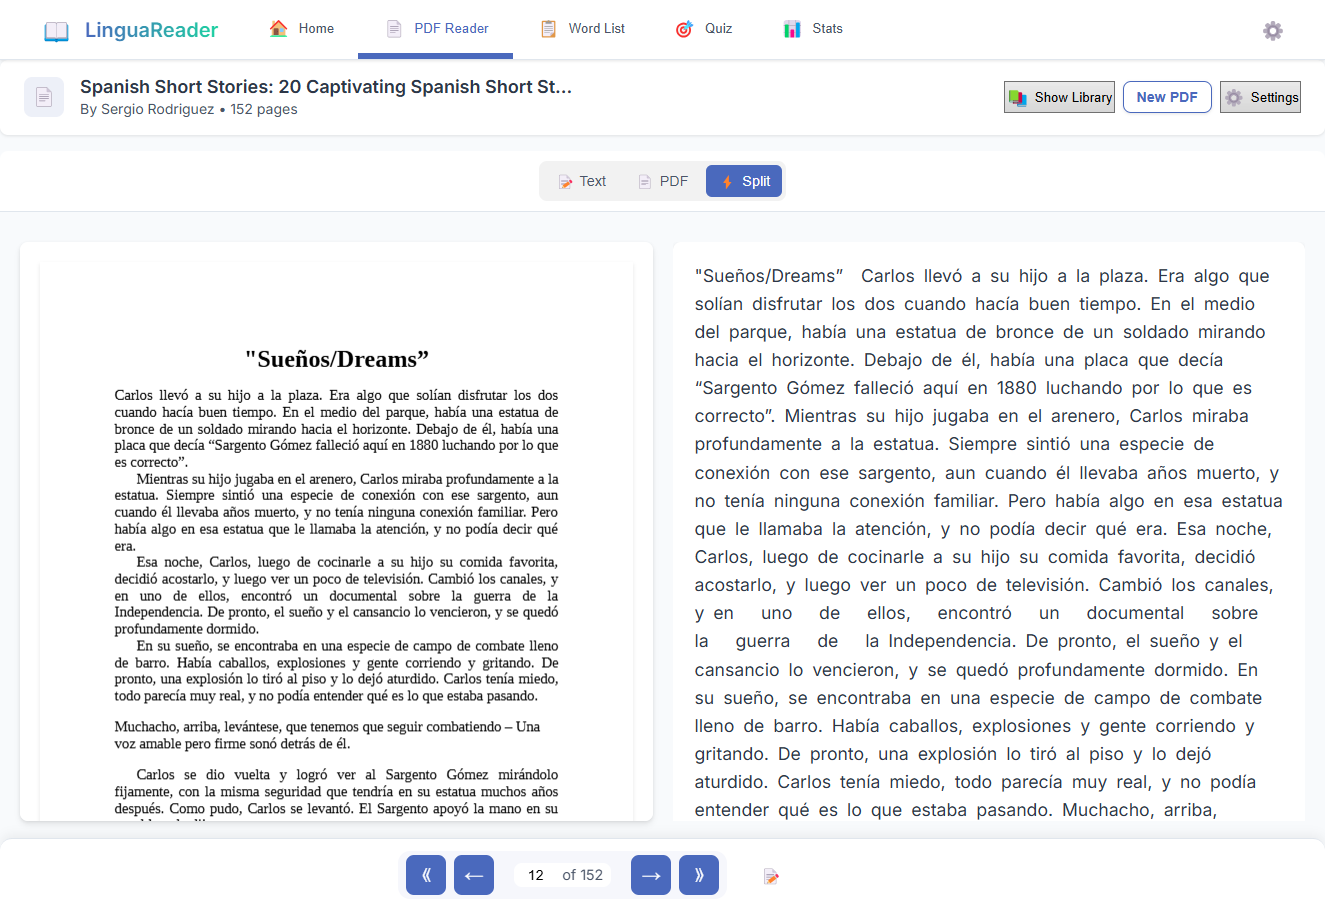 LinguaReader
Home
PDF Reader
Word List
Quiz
Stats
Spanish Short Stories: 20 Captivating Spanish Short St...
By Sergio Rodriguez • 152 pages
Show Library
New PDF
Settings
Text
PDF
Split
"Sueños/Dreams”
Carlos llevó a su hijo a la plaza. Era algo que solían disfrutar los dos
cuando hacía buen tiempo. En el medio del parque, había una estatua de
bronce de un soldado mirando hacia el horizonte. Debajo de él, había una
placa que decía “Sargento Gómez falleció aquí en 1880 luchando por lo que
es correcto”.
Mientras su hijo jugaba en el arenero, Carlos miraba profundamente a la
estatua. Siempre sintió una especie de conexión con ese sargento, aun
cuando él llevaba años muerto, y no tenía ninguna conexión familiar. Pero
había algo en esa estatua que le llamaba la atención, y no podía decir qué
era.
Esa noche, Carlos, luego de cocinarle a su hijo su comida favorita,
decidió acostarlo, y luego ver un poco de televisión. Cambió los canales, y
en uno de ellos, encontró un documental sobre la guerra de la
Independencia. De pronto, el sueño y el cansancio lo vencieron, y se quedó
profundamente dormido.
En su sueño, se encontraba en una especie de campo de combate lleno
de barro. Había caballos, explosiones y gente corriendo y gritando. De
pronto, una explosión lo tiró al piso y lo dejó aturdido. Carlos tenía miedo,
todo parecía muy real, y no podía entender qué es lo que estaba pasando.
Muchacho, arriba, levántese, que tenemos que seguir combatiendo – Una
voz amable pero firme sonó detrás de él.
Carlos se dio vuelta y logró ver al Sargento Gómez mirándolo
fijamente, con la misma seguridad que tendría en su estatua muchos años
después. Como pudo, Carlos se levantó. El Sargento apoyó la mano en su
"Sueños/Dreams” Carlos llevó a su hijo a la plaza. Era algo que
solían disfrutar los dos cuando hacía buen tiempo. En el medio
del parque, había una estatua de bronce de un soldado mirando
hacia el horizonte. Debajo de él, había una placa que decía
“Sargento Gómez falleció aquí en 1880 luchando por lo que es
correcto”. Mientras su hijo jugaba en el arenero, Carlos miraba
profundamente a la estatua. Siempre sintió una especie de
conexión con ese sargento, aun cuando él llevaba años muerto, y
no tenía ninguna conexión familiar. Pero había algo en esa estatua
que le llamaba la atención, y no podía decir qué era. Esa noche,
Carlos, luego de cocinarle a su hijo su comida favorita, decidió
acostarlo, y luego ver un poco de televisión. Cambió los canales,
y en uno de ellos, encontró un documental sobre
la guerra de la Independencia. De pronto, el sueño y el
cansancio lo vencieron, y se quedó profundamente dormido. En
su sueño, se encontraba en una especie de campo de combate
lleno de barro. Había caballos, explosiones y gente corriendo y
gritando. De pronto, una explosión lo tiró al piso y lo dejó
aturdido. Carlos tenía miedo, todo parecía muy real, y no podía
entender qué es lo que estaba pasando. Muchacho, arriba,
12 of 152